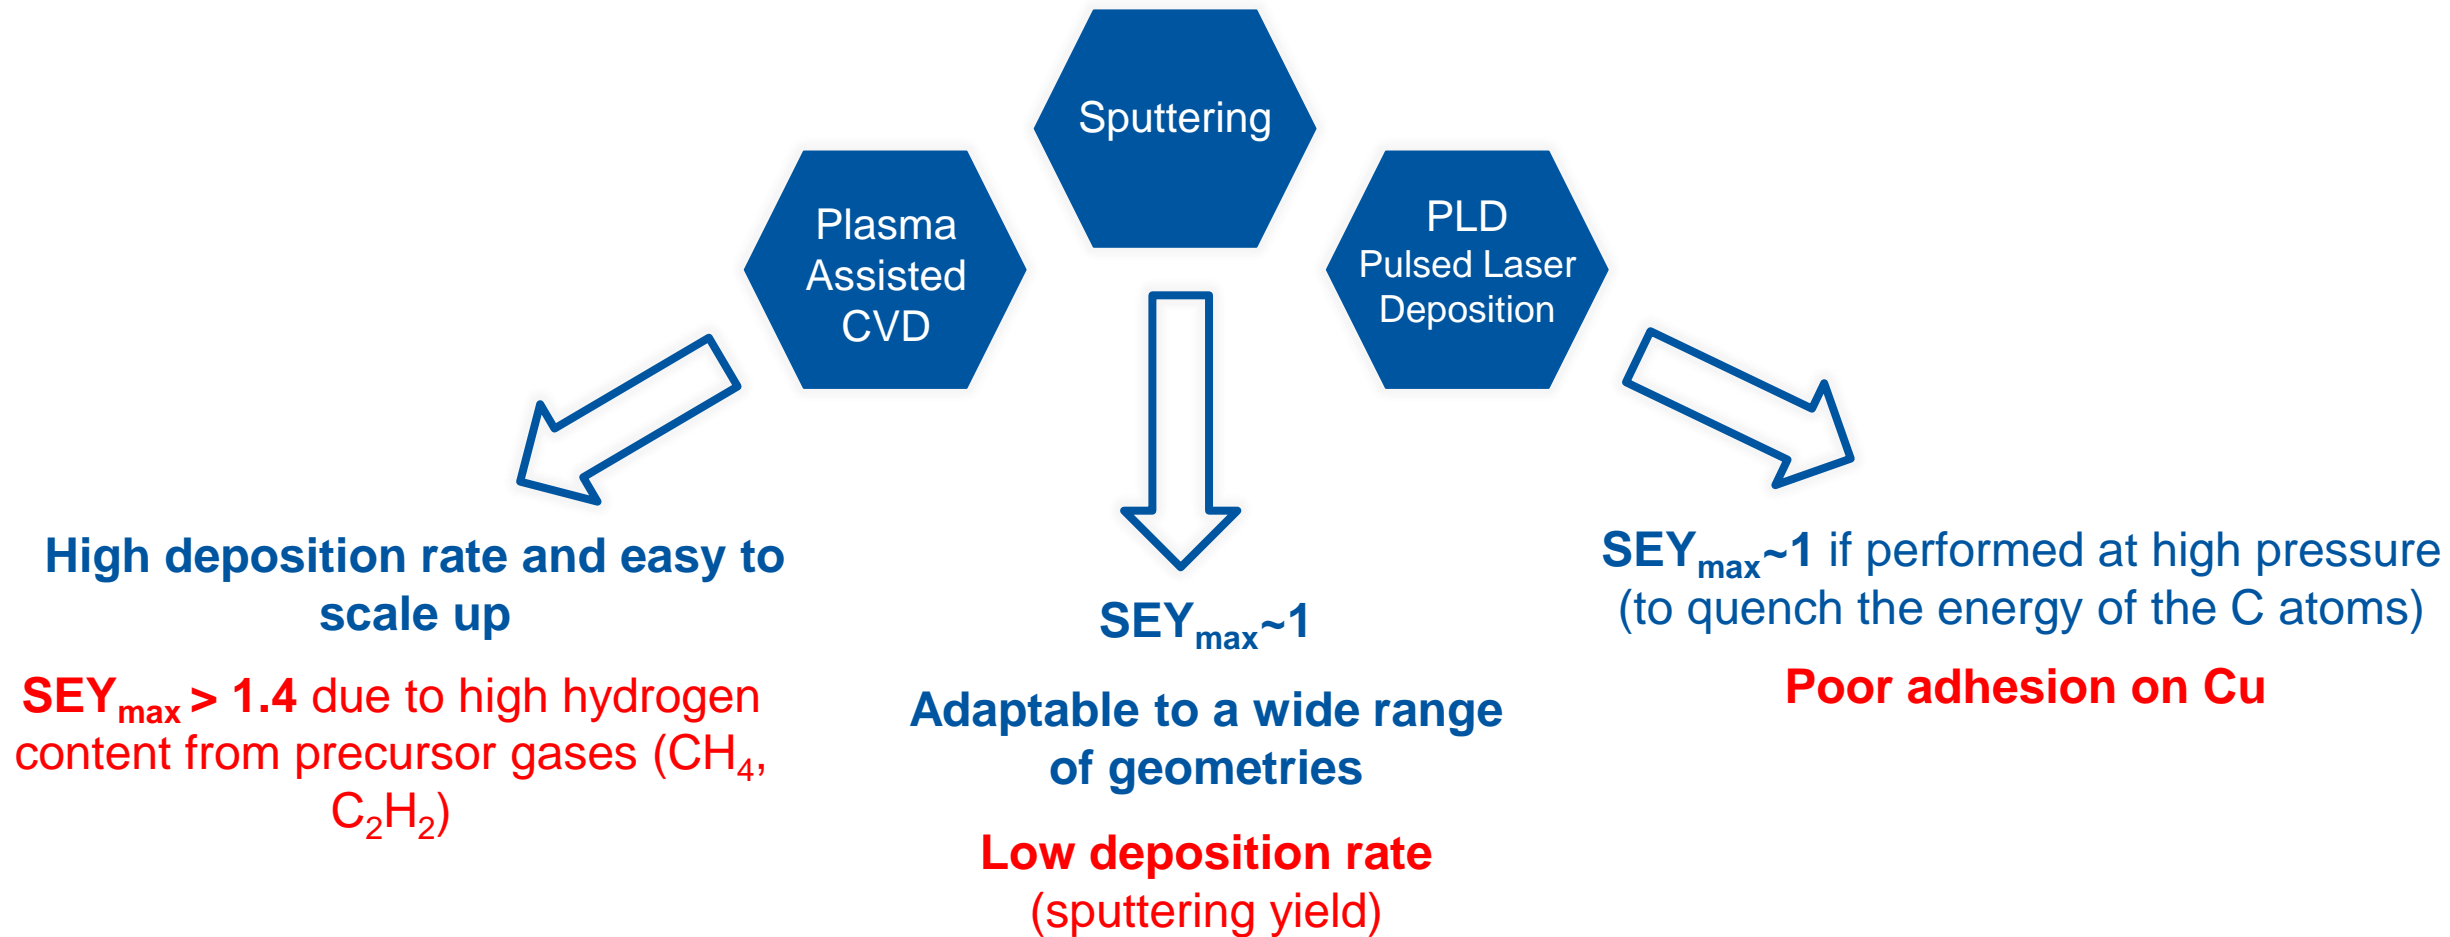 Sputtering
Plasma
Assisted
CVD
PLD
Pulsed Laser
Deposition
High deposition rate and easy to
scale up
SEYmax > 1.4 due to high hydrogen
content from precursor gases (CH4,
C2H2)
SEYmax~1
Adaptable to a wide range
of geometries
Low deposition rate
(sputtering yield)
SEYmax~1 if performed at high pressure
(to quench the energy of the C atoms)
Poor adhesion on Cu